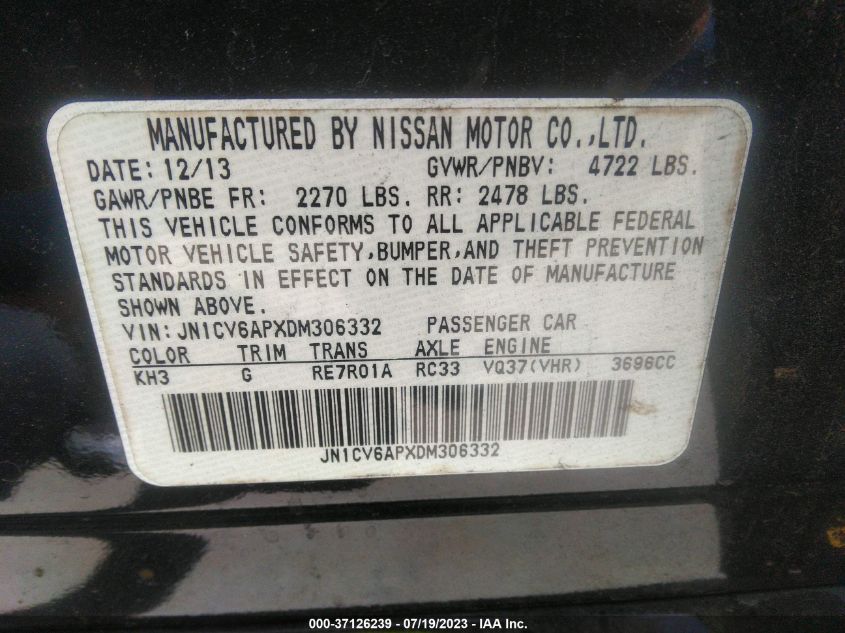 MANUFACTURED BY NISSAN MOTOR CO.,LTD.
DATE: 12/13 GVWR/PNBV: 4722 LBS.
GAWR/PNBE FR: 2270 LBS. RR: 2478 LBS.
THIS VEHICLE CONFORMS TO ALL APPLICABLE FEDERAL
MOTOR VEHICLE SAFETY,BUMPER,AND THEFT PREVENTION
STANDARDS IN EFFECT ON THE DATE OF MANUFACTURE
SHOWN ABOVE.
VIN: JN1CV6APXDM306332 PASSENGER CAR
COLOR TRIM TRANS AXLE ENGINE
KH3 G RE7R01A RC33 VQ37(VHR) 3696CC
JN1CV6APXDM306332
000-37126239 - 07/19/2023 - IAA Inc.